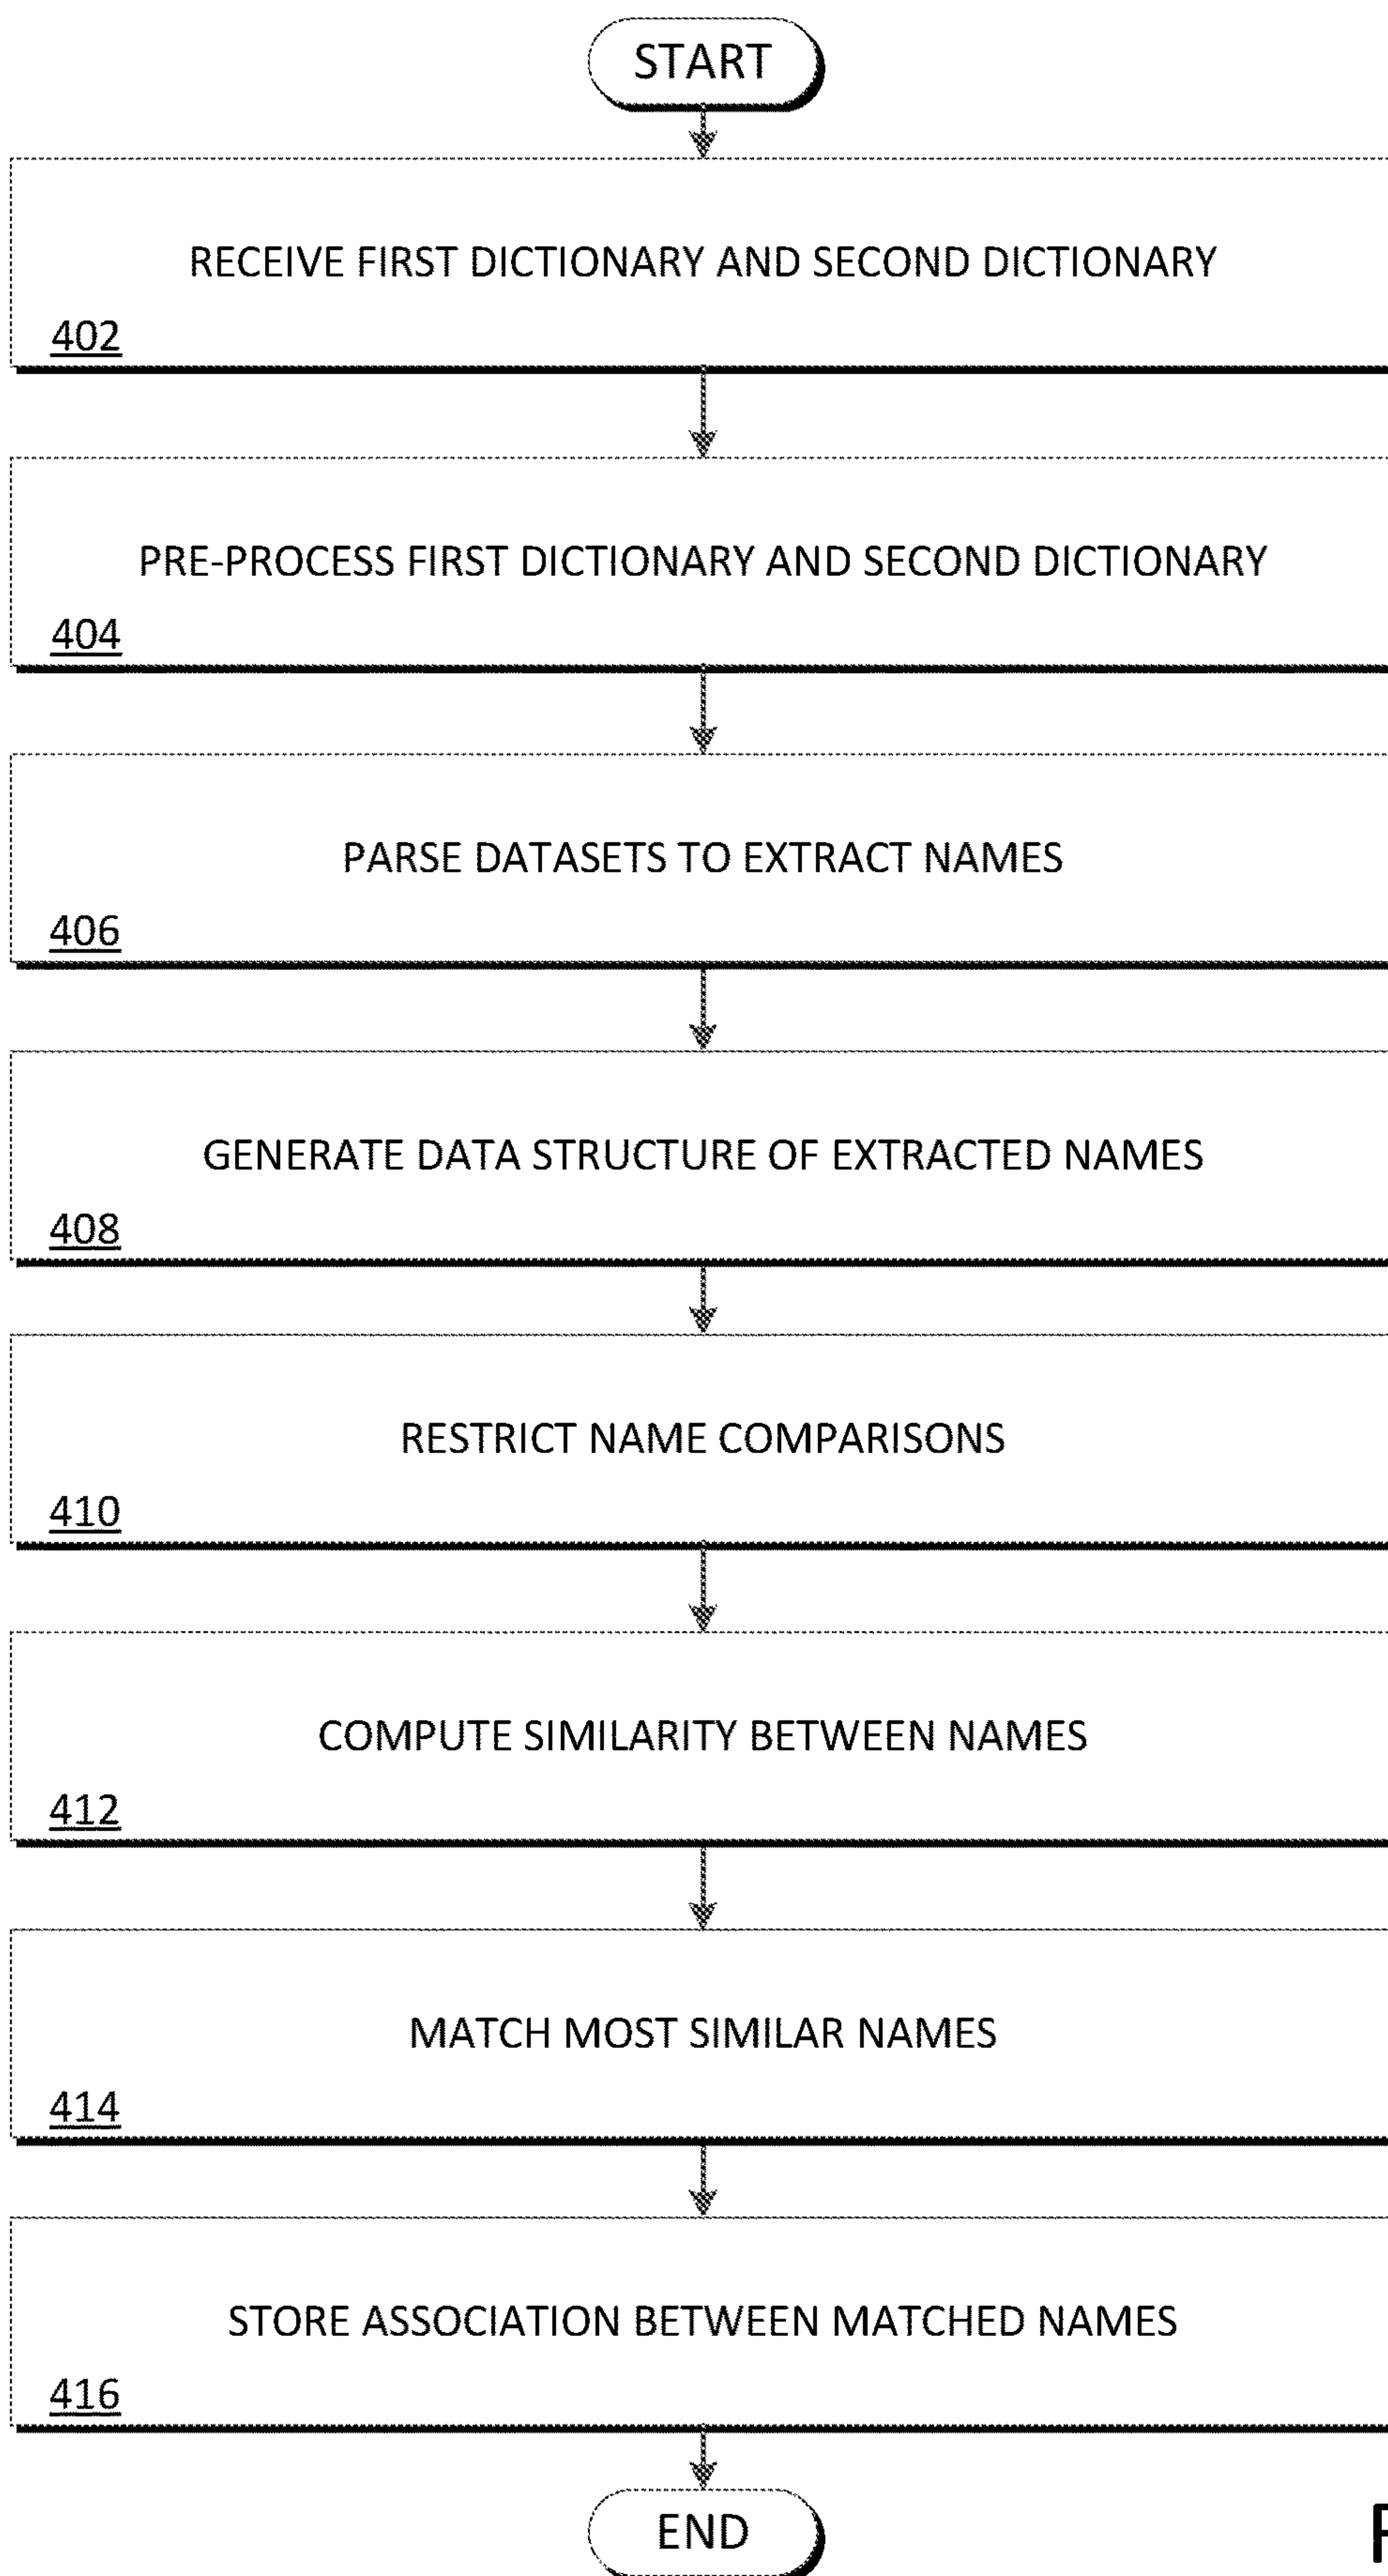 START
RECEIVE FIRST DICTIONARY AND SECOND DICTIONARY
402
PRE-PROCESS FIRST DICTIONARY AND SECOND DICTIONARY
404
PARSE DATASETS TO EXTRACT NAMES
406
GENERATE DATA STRUCTURE OF EXTRACTED NAMES
408
RESTRICT NAME COMPARISONS
410
COMPUTE SIMILARITY BETWEEN NAMES
412
MATCH MOST SIMILAR NAMES
414
STORE ASSOCIATION BETWEEN MATCHED NAMES
416
END